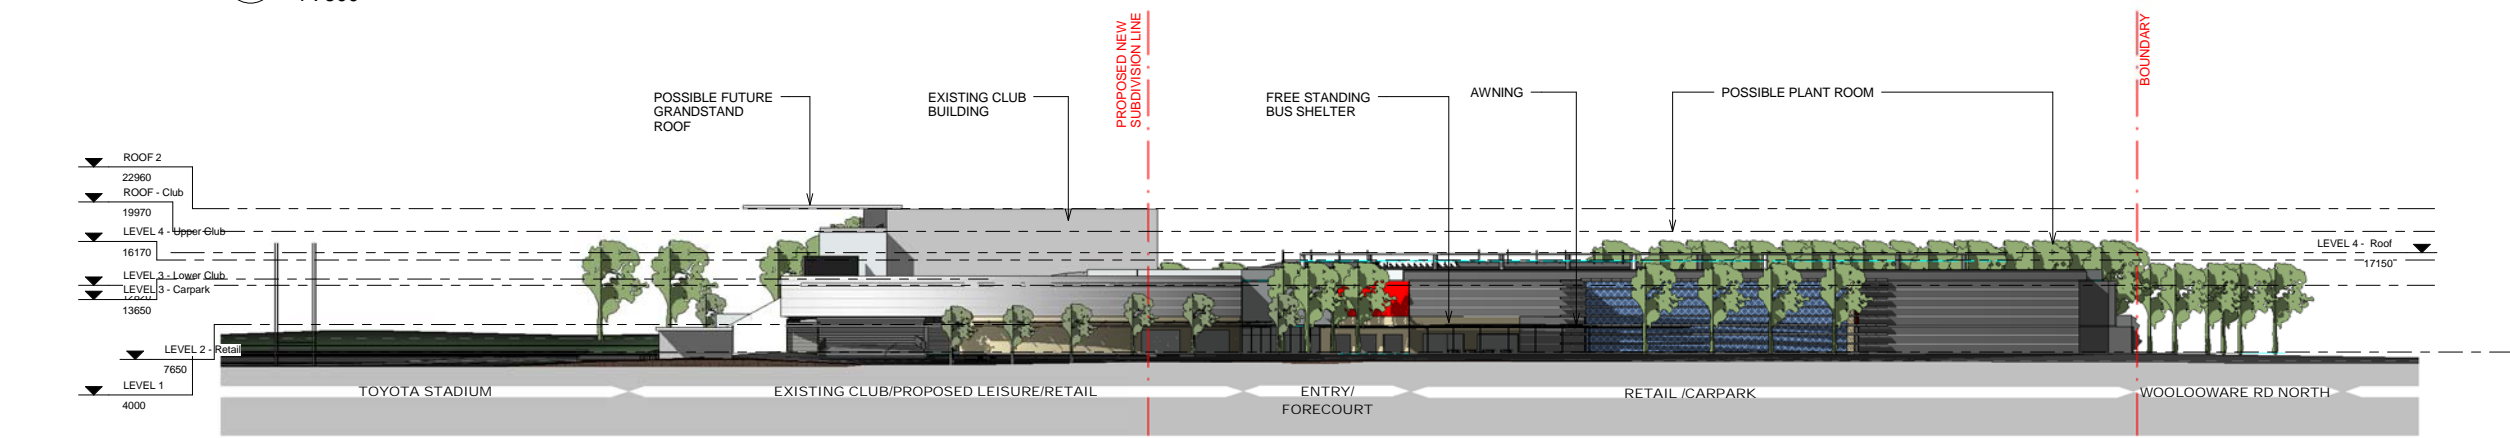 PROPOSED NEW
SUBDIVISION LINE
BOUNDARY
POSSIBLE FUTURE
GRANDSTAND
ROOF
EXISTING CLUB
BUILDING
FREE STANDING
BUS SHELTER
AWNING
POSSIBLE PLANT ROOM
ROOF 2
22960
ROOF - Club
19970
LEVEL 4 - Upper Club
16170
LEVEL 3 - Lower Club
LEVEL 3 - Carpark
13650
LEVEL 2 - Retail
7650
LEVEL 1
4000
LEVEL 4 - Roof
17150
TOYOTA STADIUM
EXISTING CLUB/PROPOSED LEISURE/RETAIL
ENTRY/
FORECOURT
RETAIL /CARPARK
WOOLOOWARE RD NORTH